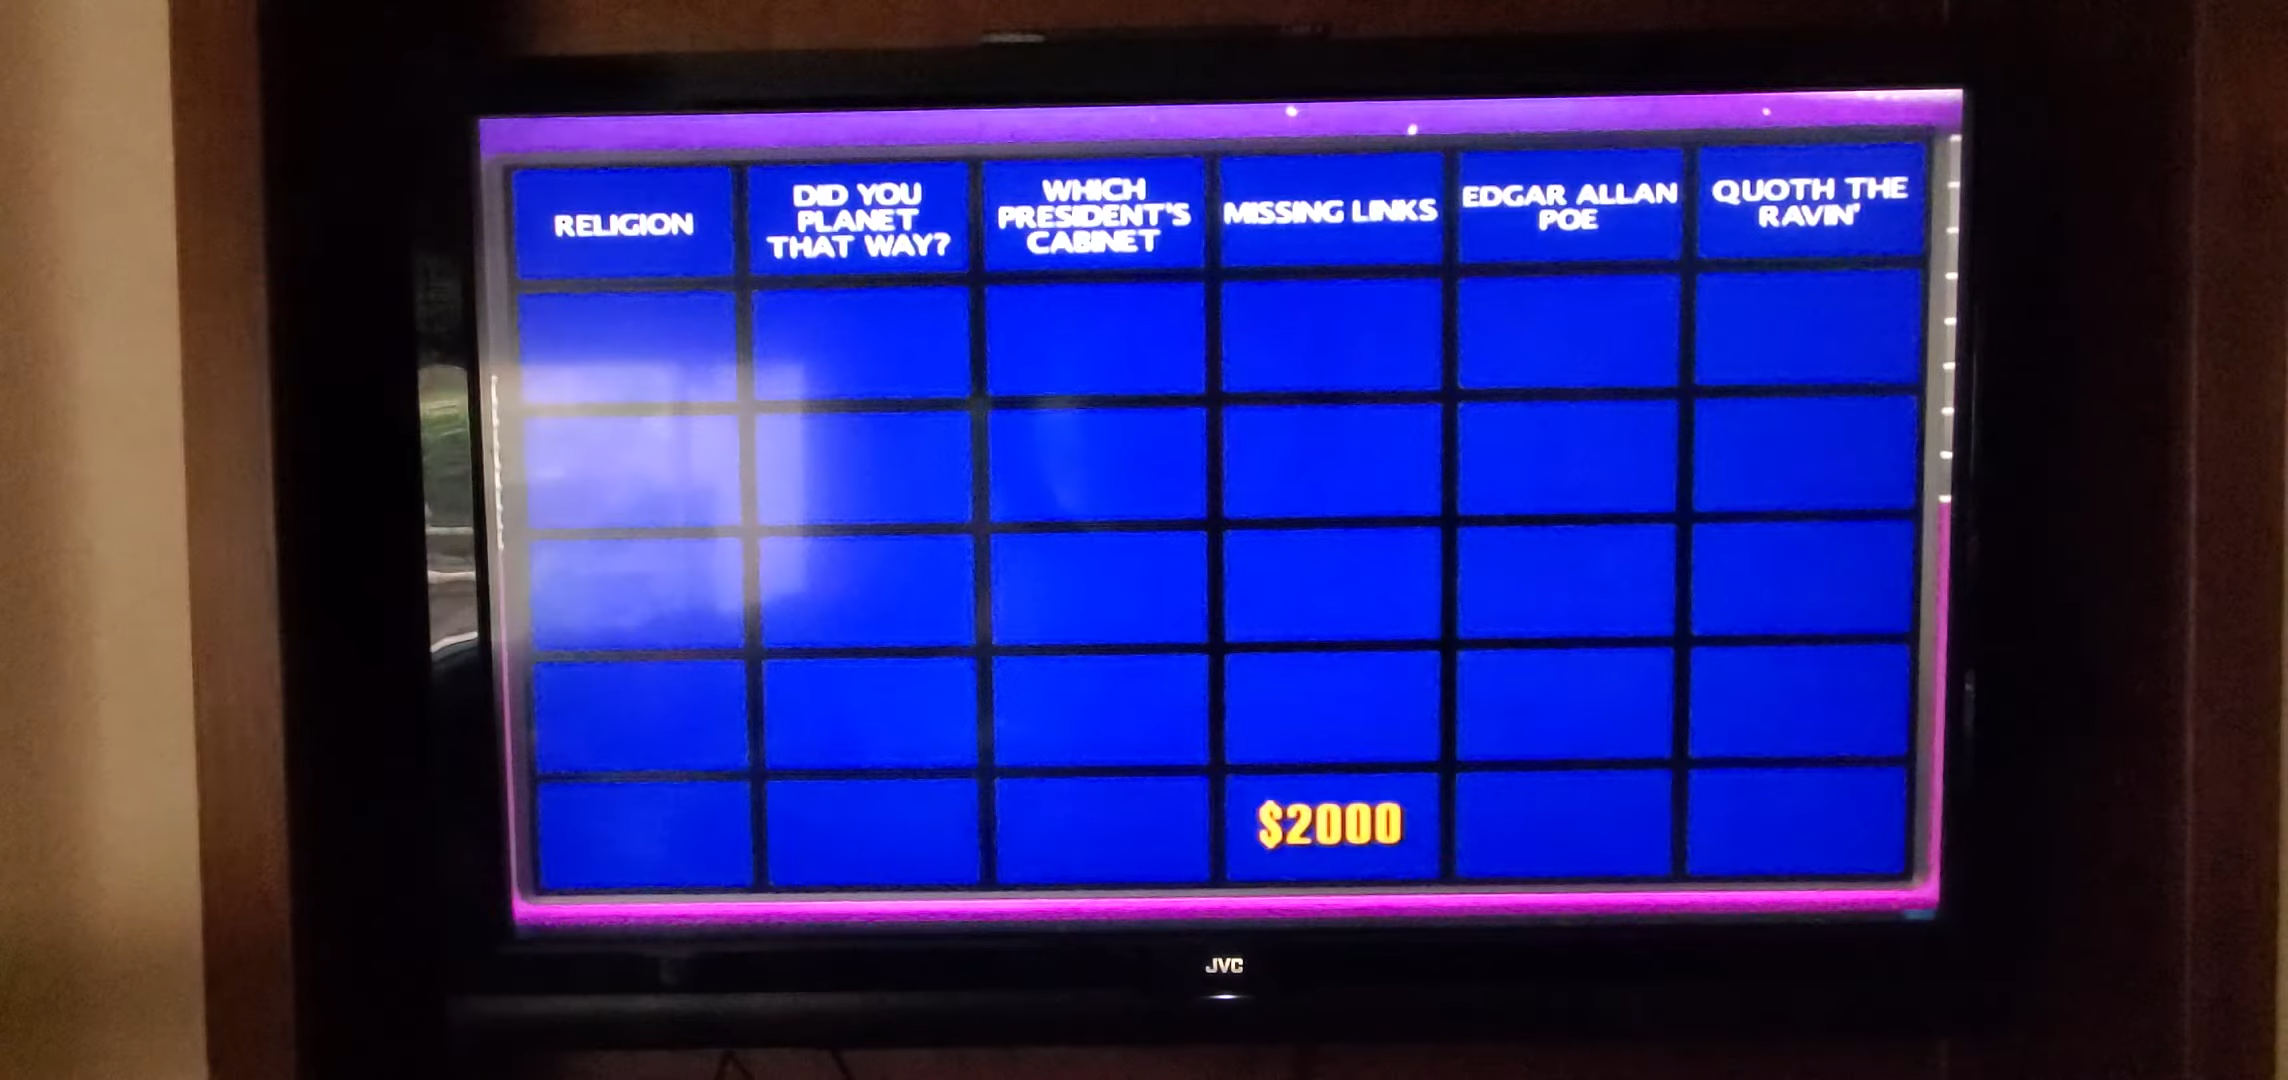 RELIGION
DID YOU
PLANET
THAT WAY?
WHICH
PRESIDENT'S
CABINET
MISSING LINKS
EDGAR ALLAN
POE
QUOTH THE
RAVIN'
$2000
JVC